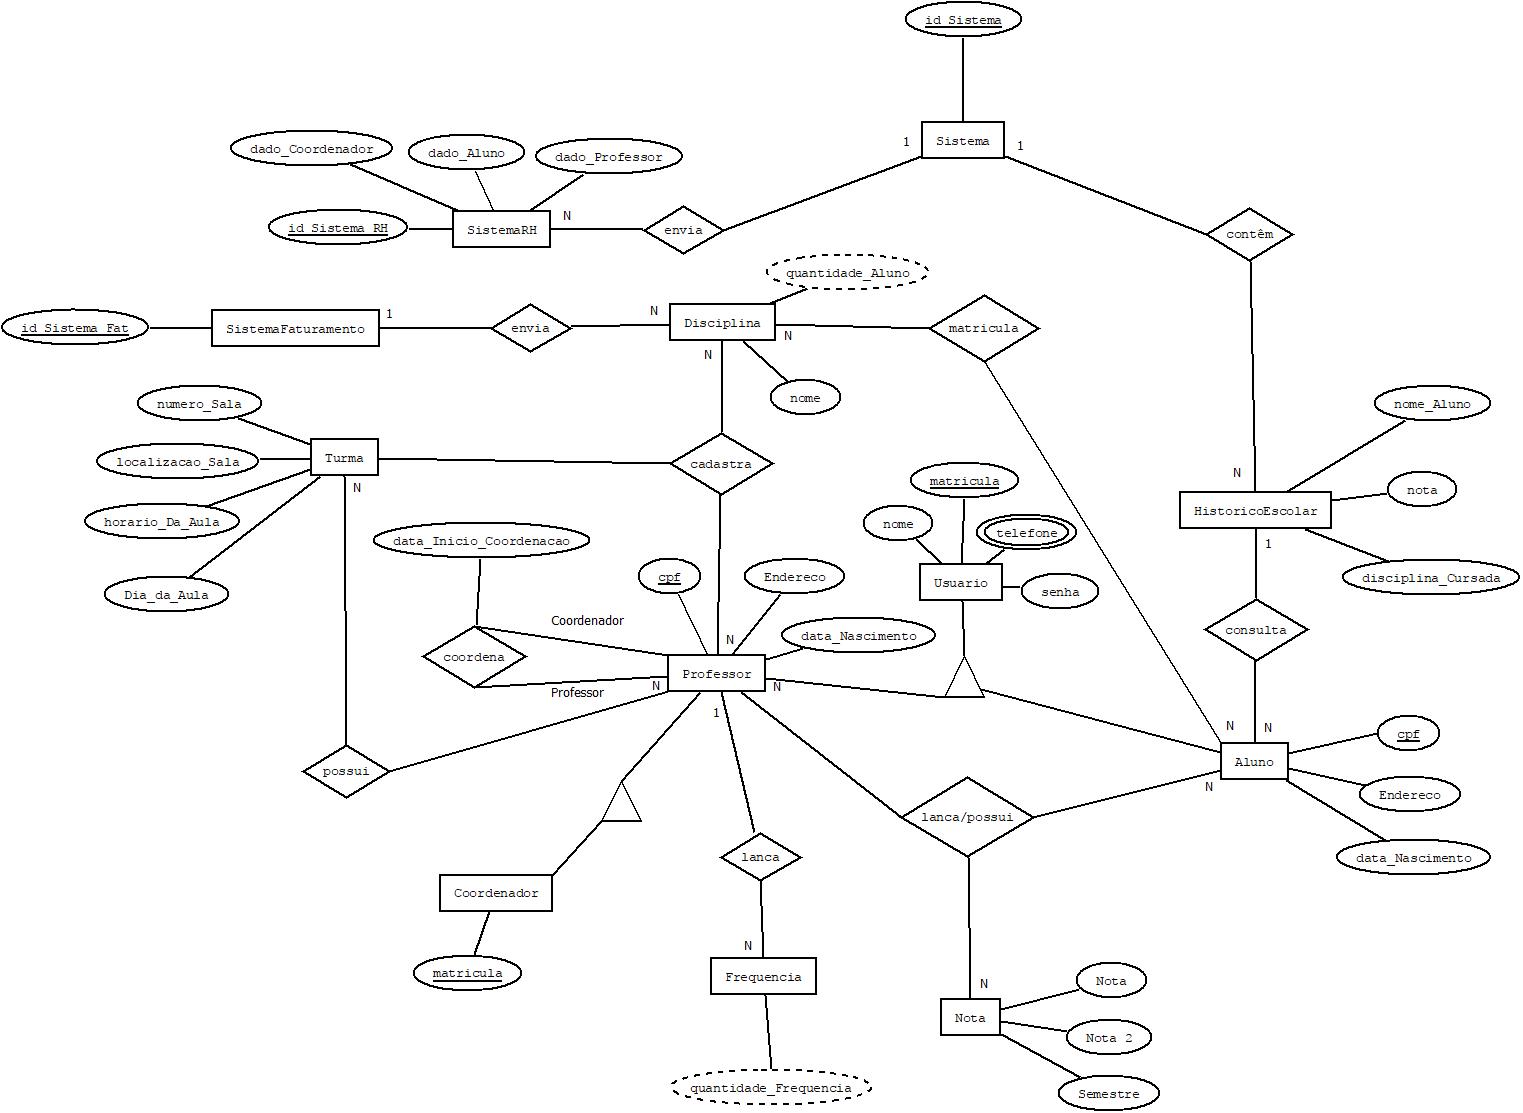 id_Sistema
1
Sistema
1
dado_Coordenador
dado_Aluno
dado_Professor
id_Sistema_RH
SistemaRH
N
envia
contêm
quantidade_Aluno
id_Sistema_Fat
SistemaFaturamento
1
envia
N
Disciplina
N
matricula
N
nome
numero_Sala
nome_Aluno
localizacao_Sala
Turma
cadastra
N
matricula
N
nota
horario_Da_Aula
nome
telefone
HistoricoEscolar
1
data_Inicio_Coordenacao
cpf
Endereco
Usuario
senha
disciplina_Cursada
Dia_da_Aula
Coordenador
N
data_Nascimento
consulta
coordena
Professor
N
N
Professor
1
N
N
cpf
possui
Aluno
N
Endereco
lanca/possui
lanca
data_Nascimento
Coordenador
N
matricula
Frequencia
N
Nota
Nota
Nota 2
quantidade_Frequencia
Semestre